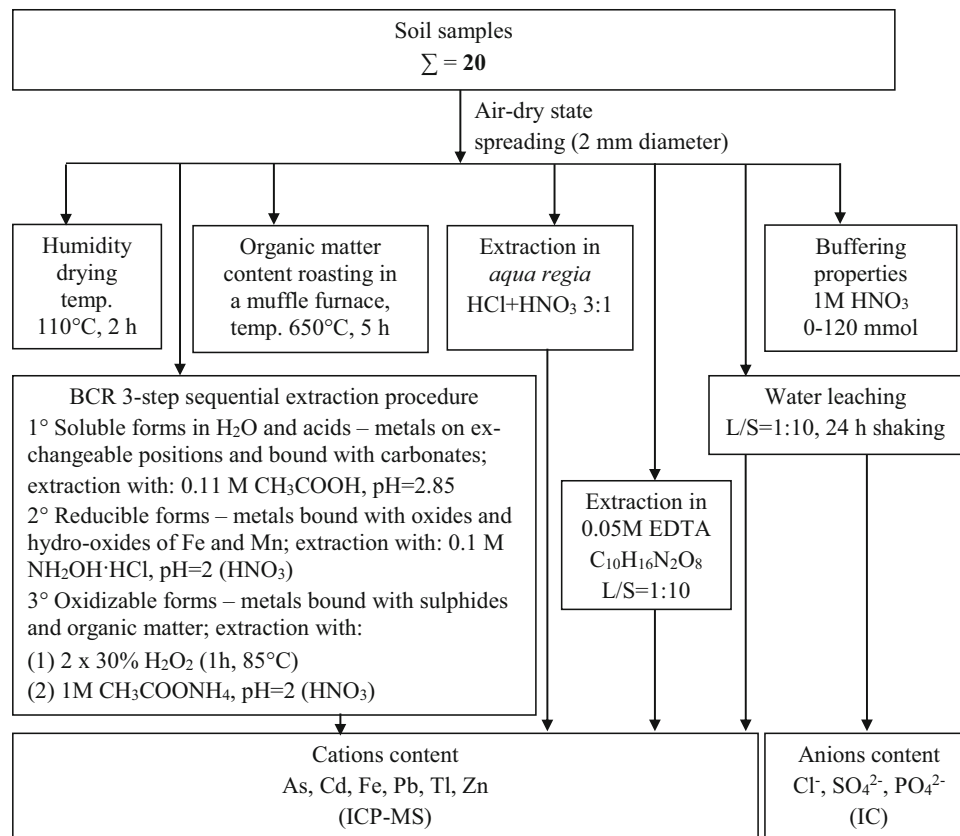 Soil samples
∑ = 20
Air-dry state
spreading (2 mm diameter)
Humidity
drying
temp.
110°C, 2 h
Organic matter
content roasting in
a muffle furnace,
temp. 650°C, 5 h
Extraction in
aqua regia
HCl+HNO₃ 3:1
Buffering
properties
1M HNO₃
0-120 mmol
BCR 3-step sequential extraction procedure
1° Soluble forms in H₂O and acids – metals on ex-
changeable positions and bound with carbonates;
extraction with: 0.11 M CH₃COOH, pH=2.85
2° Reducible forms – metals bound with oxides and
hydro-oxides of Fe and Mn; extraction with: 0.1 M
NH₂OH·HCl, pH=2 (HNO₃)
3° Oxidizable forms – metals bound with sulphides
and organic matter; extraction with:
(1) 2 x 30% H₂O₂ (1h, 85°C)
(2) 1M CH₃COONH₄, pH=2 (HNO₃)
Extraction in
0.05M EDTA
C₁₀H₁₆N₂O₈
L/S=1:10
Water leaching
L/S=1:10, 24 h shaking
Cations content
As, Cd, Fe, Pb, Tl, Zn
(ICP-MS)
Anions content
Cl⁻, SO₄²⁻, PO₄²⁻
(IC)